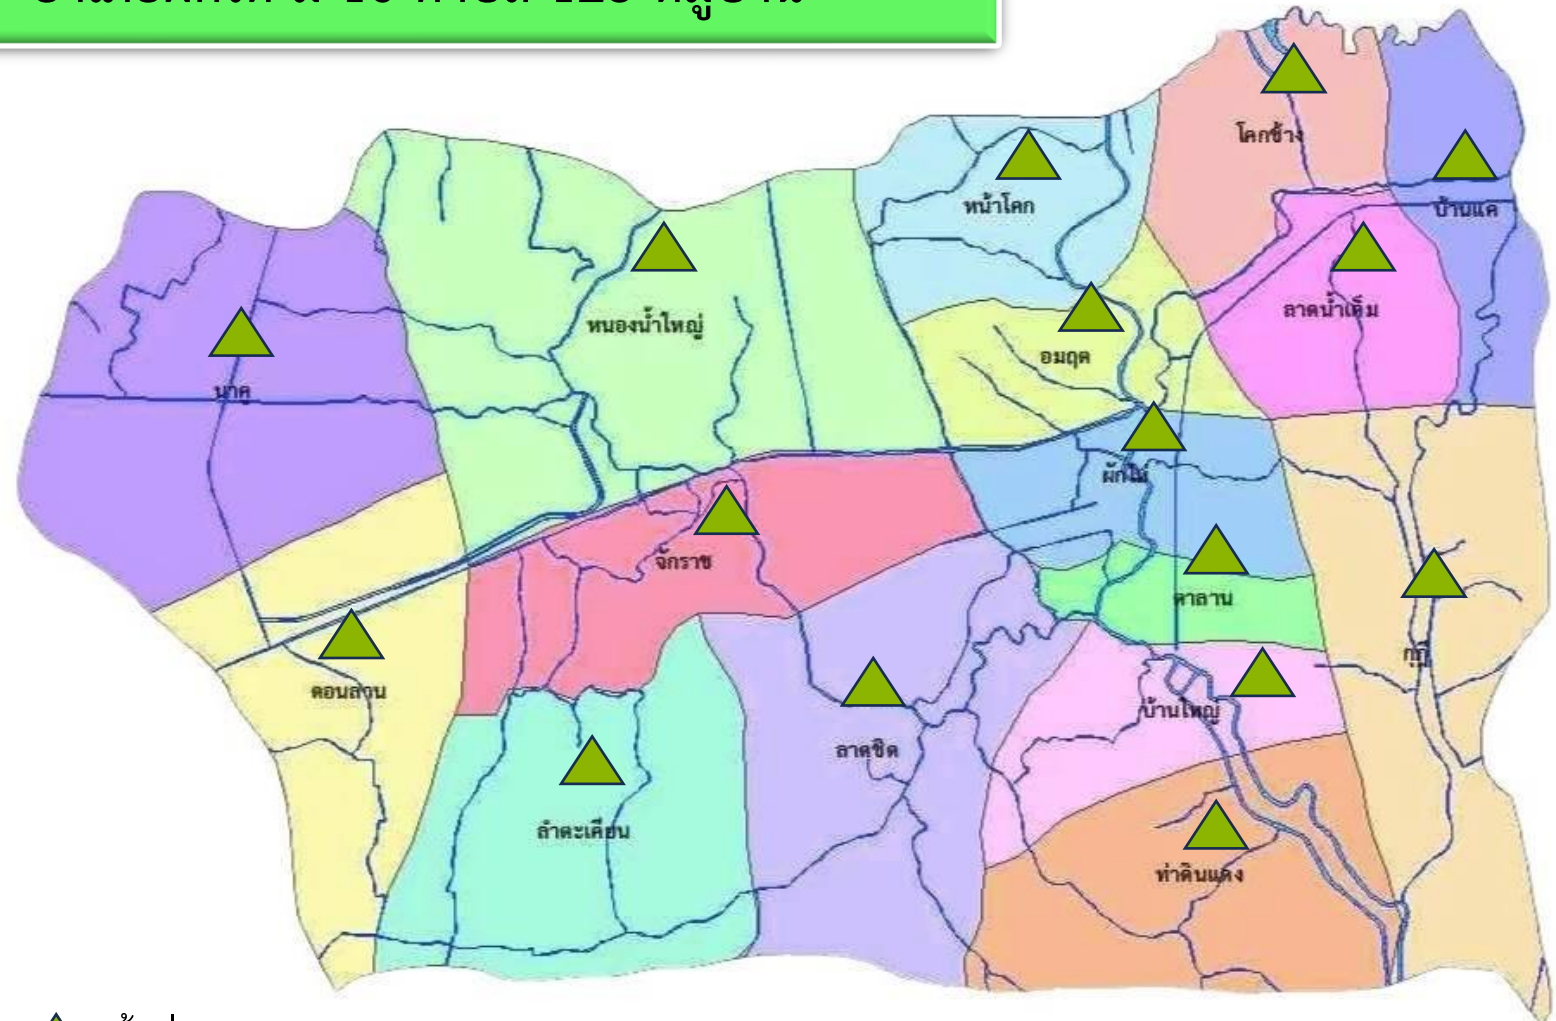 โคกช้าง
หน้าโคก
บ้านแค
ลาดน้ำเค็ม
หนองน้ำใหญ่
อมฤต
นาคู
ผักไห่
จักราช
ตาลาน
กุฎี
ดอนลาน
บ้านใหญ่
ลาดชิด
ลำตะเคียน
ท่าดินแดง